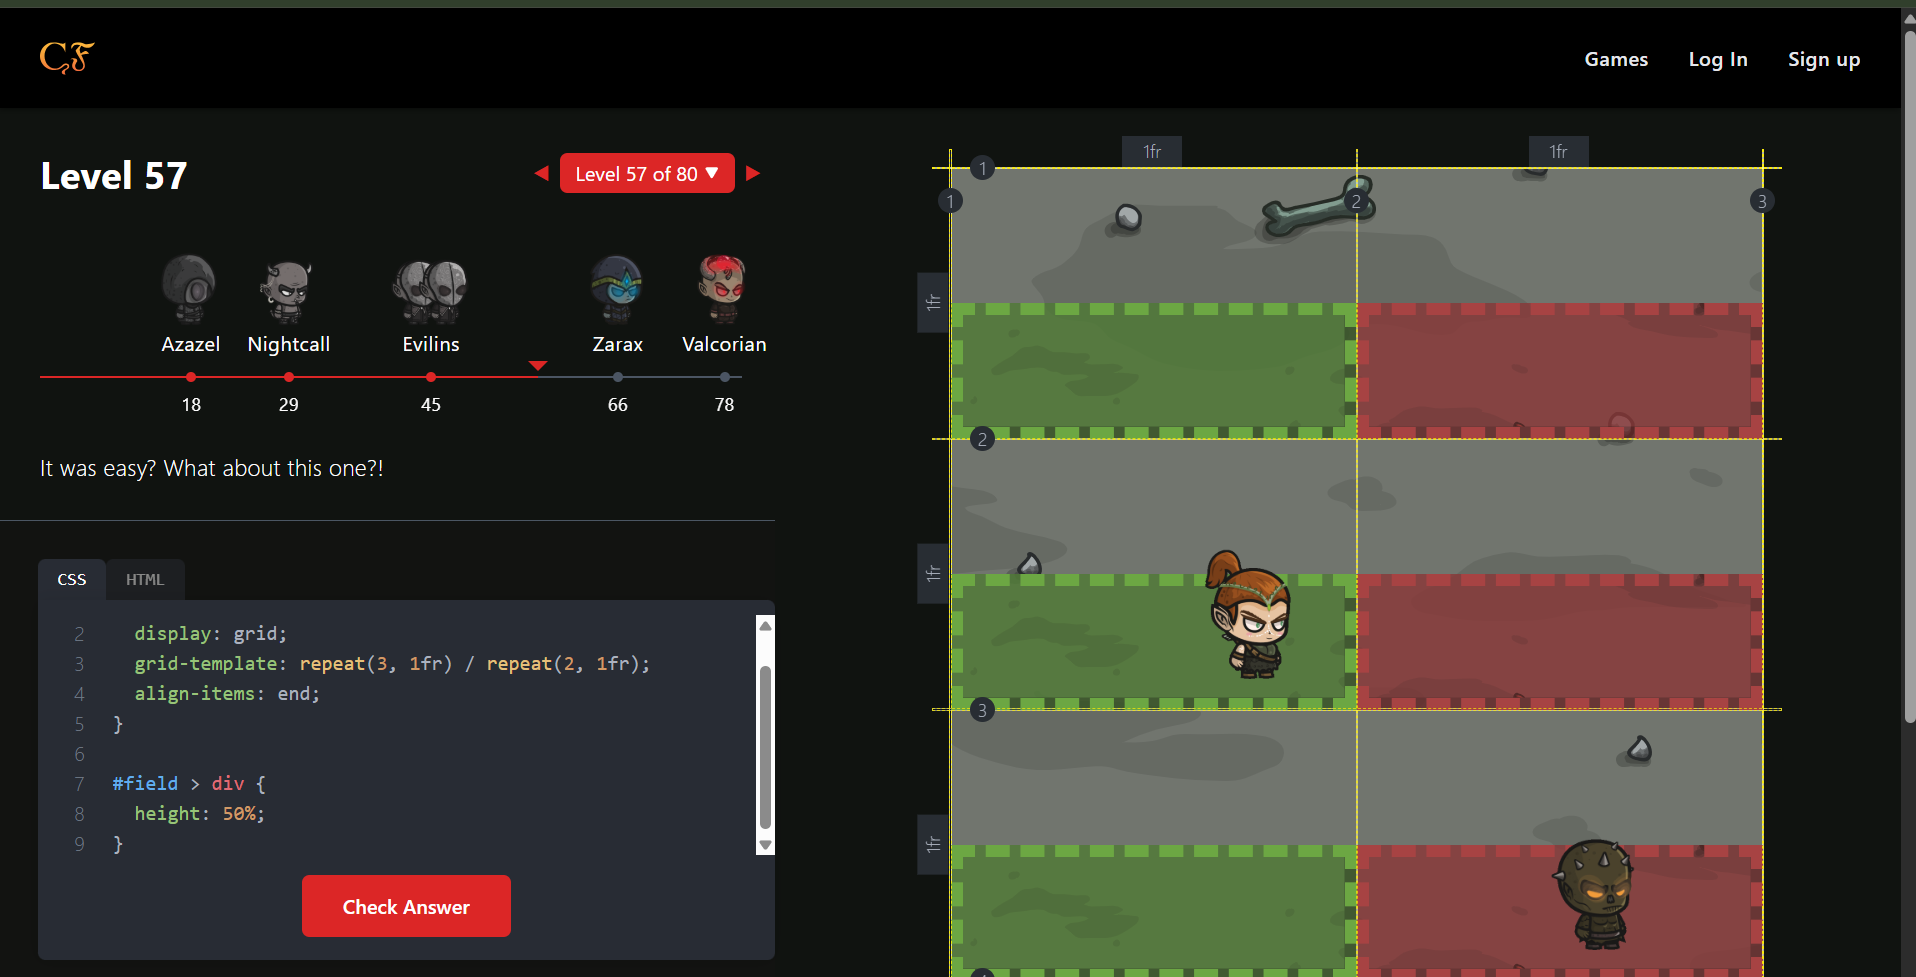 CF
Games Log In Sign up
Level 57
Level 57 of 80 ▼
Azazel Nightcall Evilins Zarax Valcorian
18 29 45 66 78
It was easy? What about this one?!
CSS HTML
2 display: grid;
3 grid-template: repeat(3, 1fr) / repeat(2, 1fr);
4 align-items: end;
5 }
6
7 #field > div {
8 height: 50%;
9 }
Check Answer
1fr 1fr
1
1 2 3
1fr
2
1fr
3
1fr
4